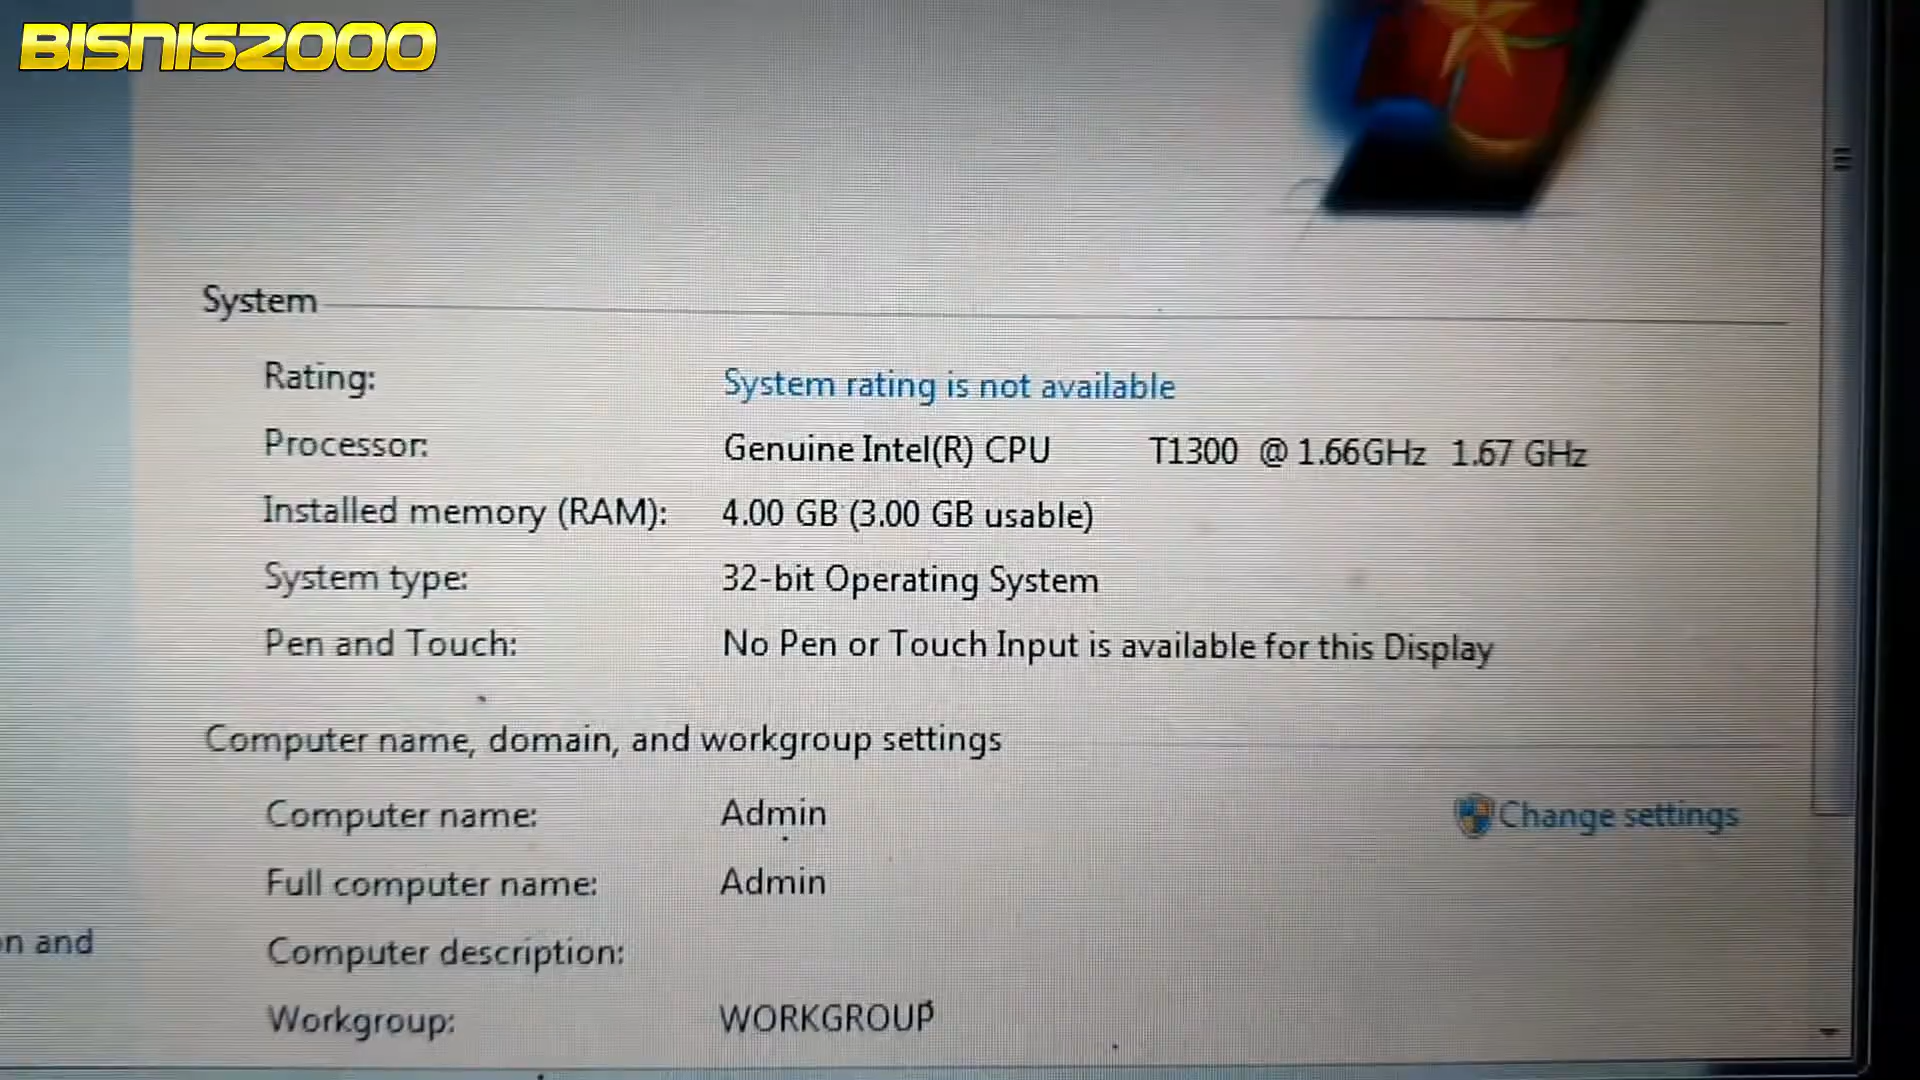 BISNIS2000
System
Rating: System rating is not available
Processor: Genuine Intel(R) CPU T1300 @ 1.66GHz 1.67 GHz
Installed memory (RAM): 4.00 GB (3.00 GB usable)
System type: 32-bit Operating System
Pen and Touch: No Pen or Touch Input is available for this Display
Computer name, domain, and workgroup settings
Computer name: Admin Change settings
Full computer name: Admin
and
Computer description:
Workgroup: WORKGROUP